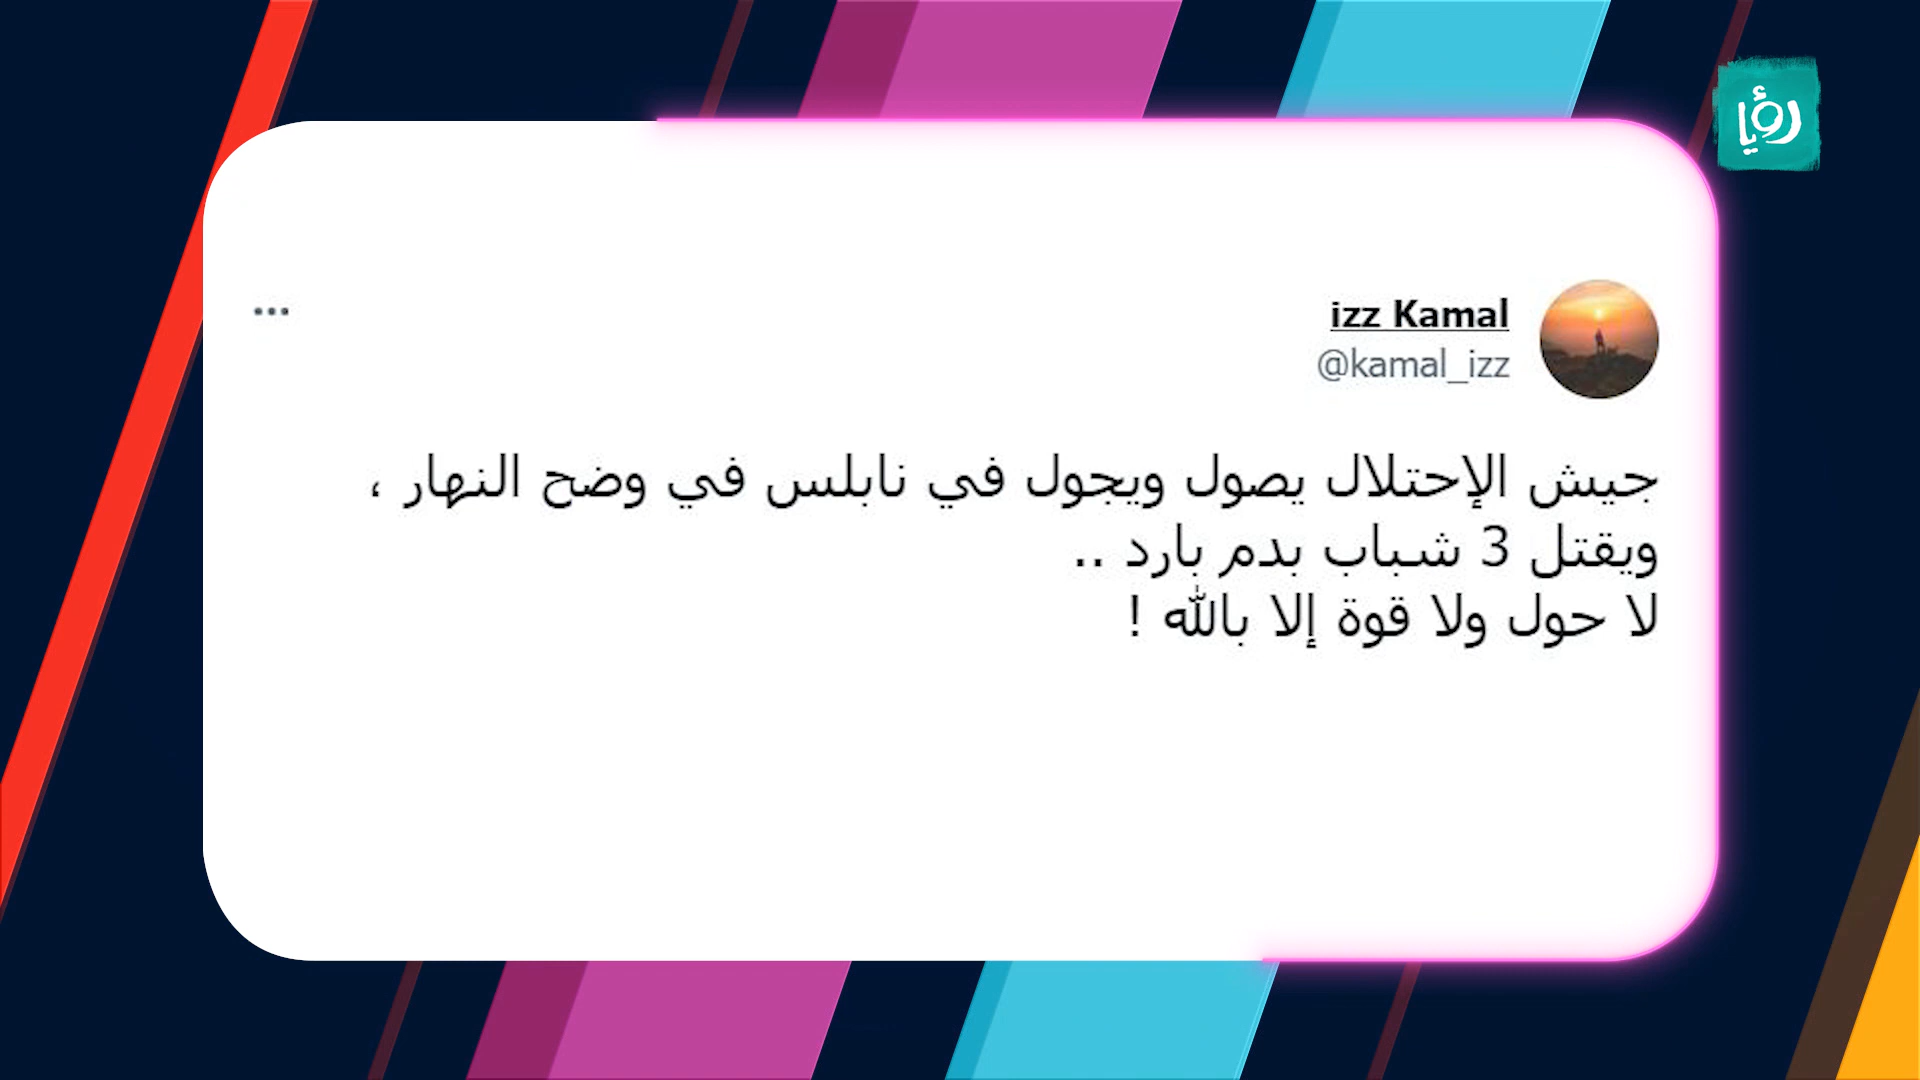 رؤيا
izz Kamal
@kamal_izz
جيش الإحتلال يصول ويجول في نابلس في وضح النهار ،
ويقتل 3 شباب بدم بارد ..
لا حول ولا قوة إلا بالله !